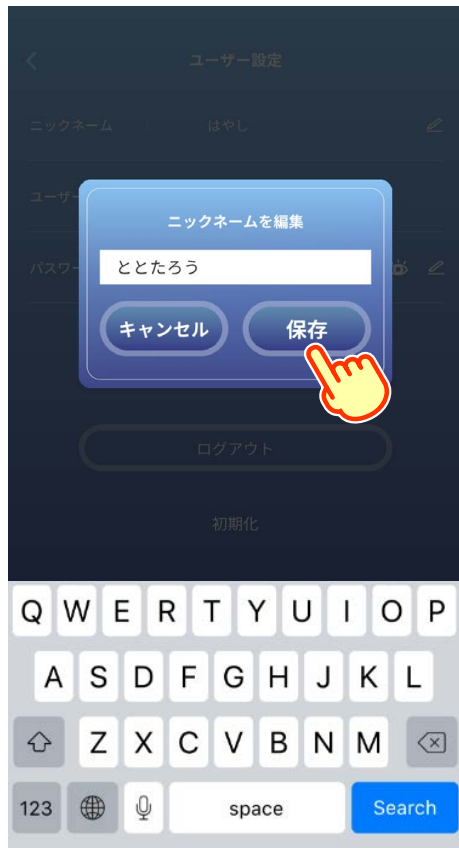 ユーザー設定
ニックネーム はやし
ユーザー
パスワー
ニックネームを編集
ととたろう
キャンセル 保存
ログアウト
初期化
Q W E R T Y U I O P
A S D F G H J K L
Z X C V B N M
123 space Search